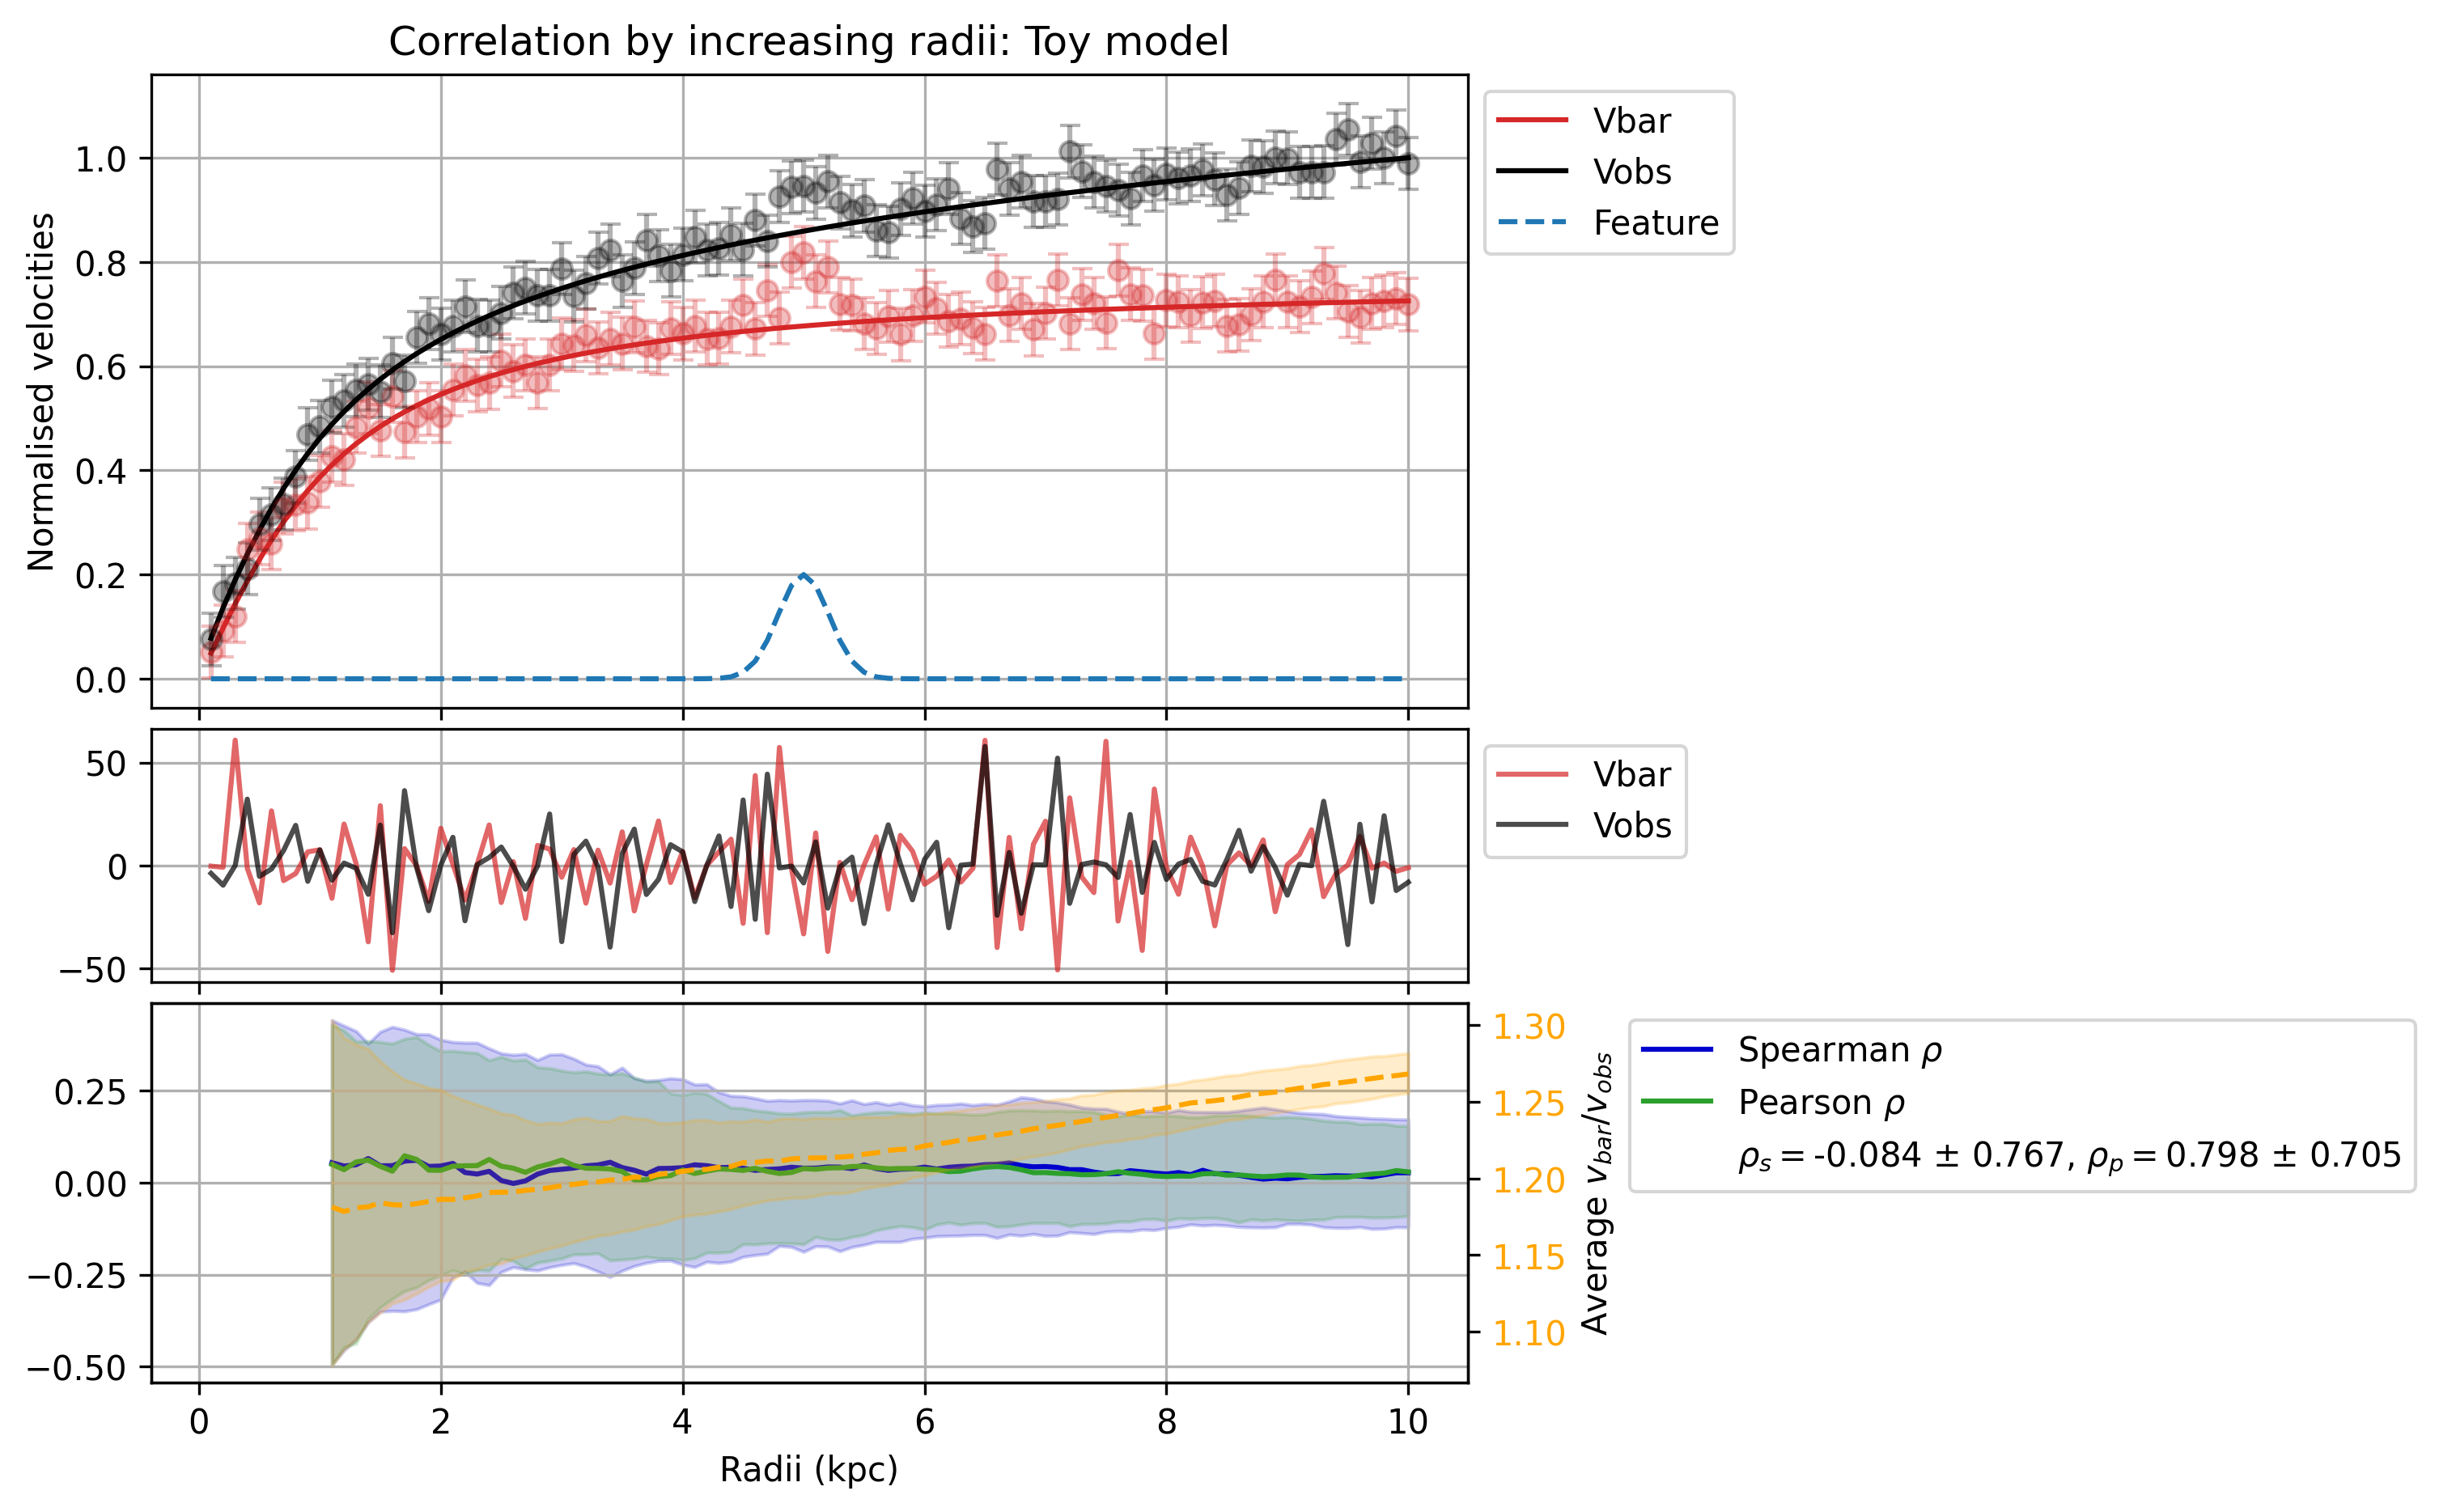 Correlation by increasing radii: Toy model
Normalised velocities
1.0
0.8
0.6
0.4
0.2
0.0
Vbar
Vobs
Feature
50
0
−50
Vbar
Vobs
0.25
0.00
−0.25
−0.50
1.30
1.25
1.20
1.15
1.10
Average v_bar/v_obs
Spearman ρ
Pearson ρ
ρ_s = -0.084 ± 0.767, ρ_p = 0.798 ± 0.705
0 2 4 6 8 10
Radii (kpc)